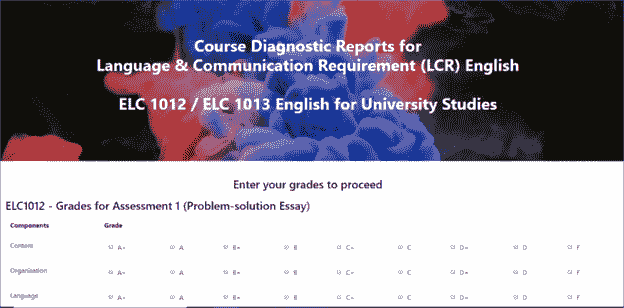 Course Diagnostic Reports for
Language & Communication Requirement (LCR) English
ELC 1012 / ELC 1013 English for University Studies
Enter your grades to proceed
ELC1012 - Grades for Assessment 1 (Problem-solution Essay)
Components Grade
Content A+ A B+ B C+ C D+ D F
Organisation A+ A B+ B C+ C D+ D F
Language A+ A B+ B C+ C D+ D F